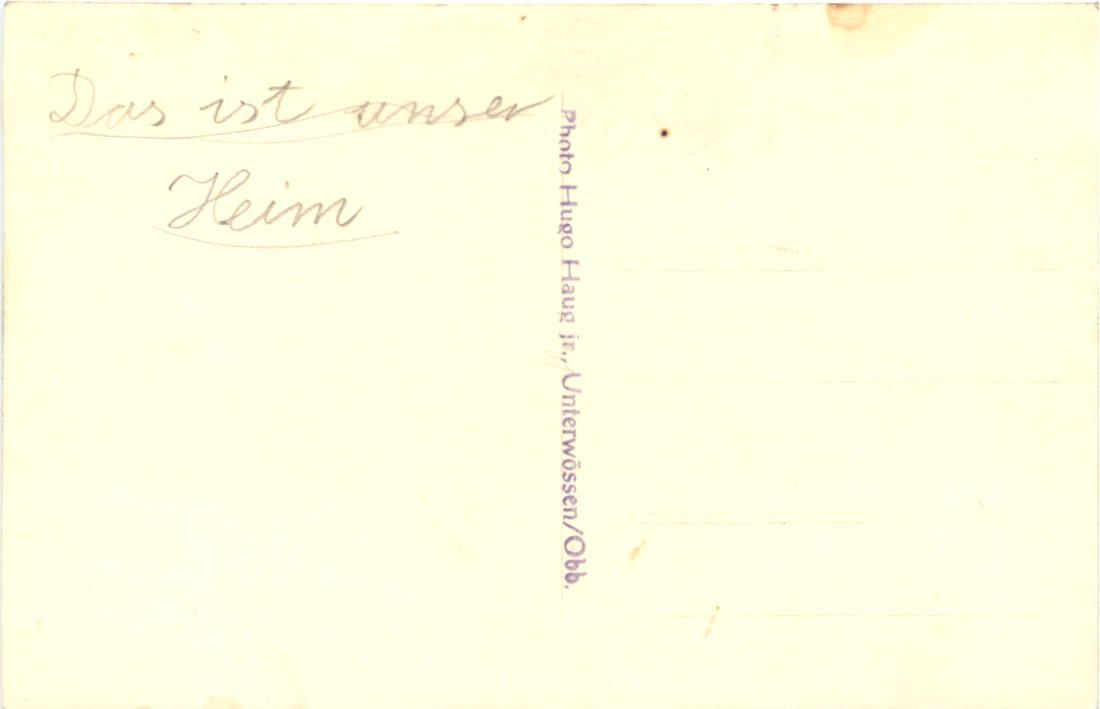 Das ist unser
Heim
Photo Hugo Haug jr., Unterwössen/Obb.